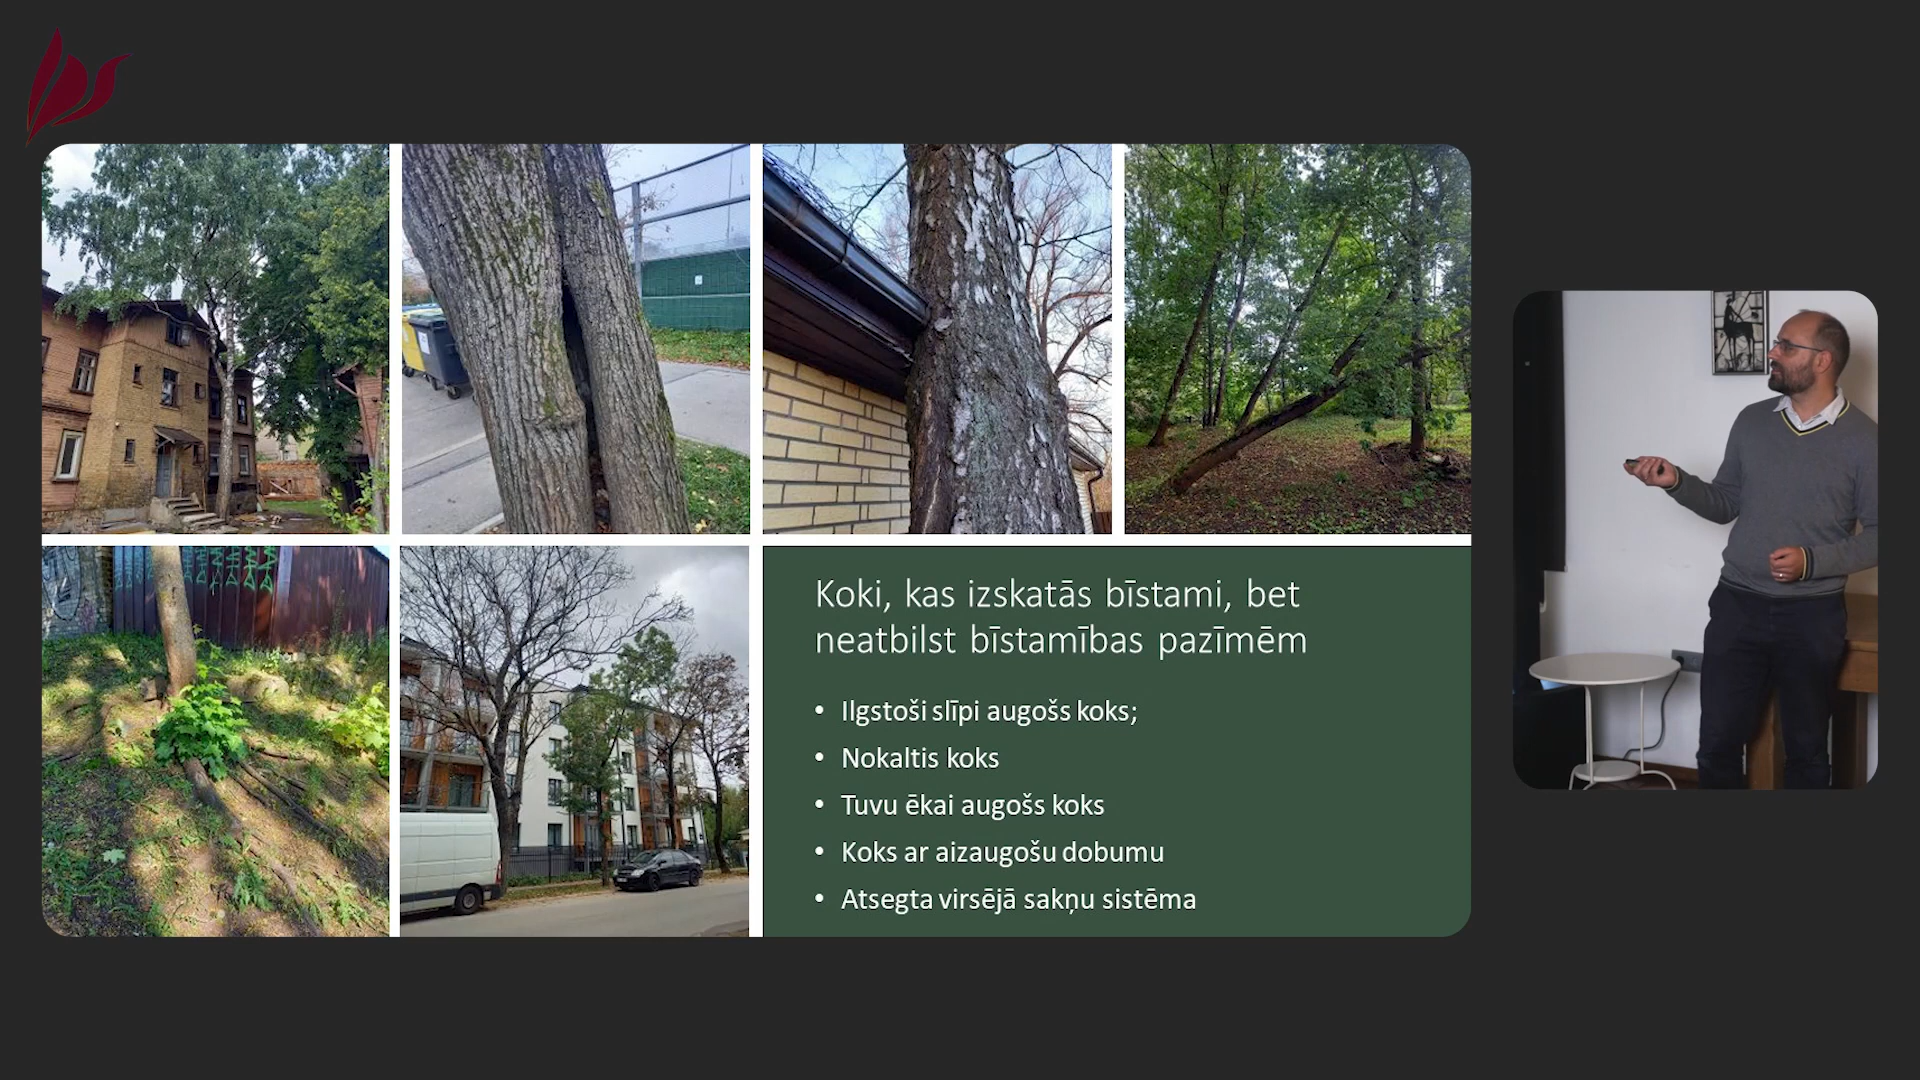 Koki, kas izskatās bīstami, bet
neatbilst bīstamības pazīmēm
• Ilgstoši slīpi augošs koks;
• Nokaltis koks
• Tuvu ēkai augošs koks
• Koks ar aizaugošu dobumu
• Atsegta virsējā sakņu sistēma